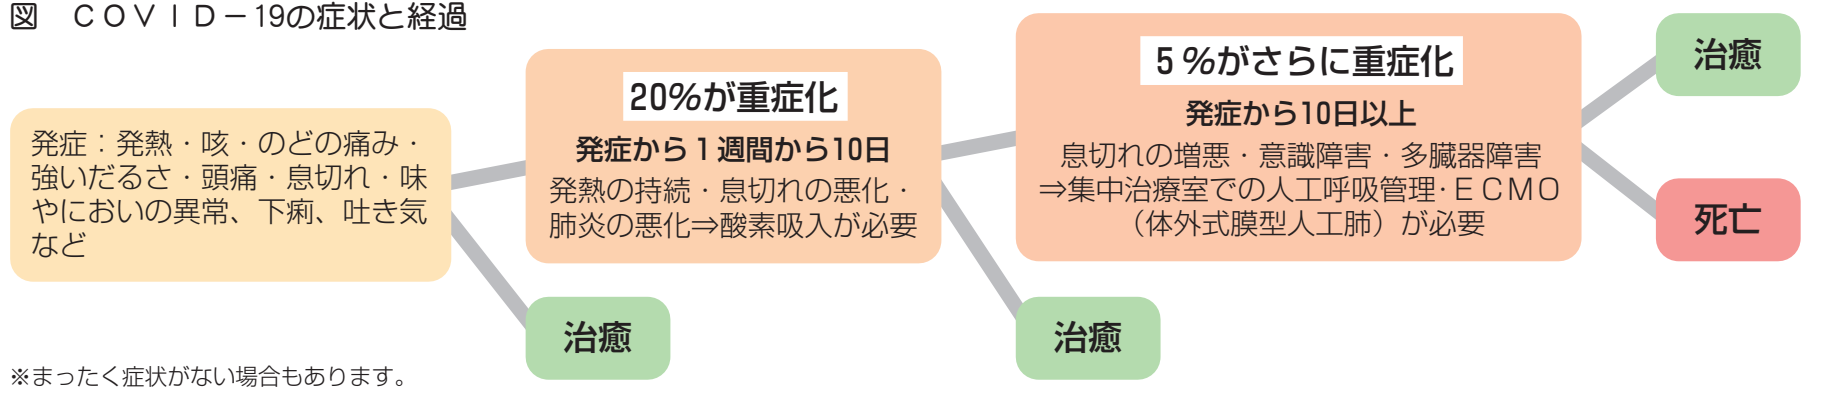 図　ＣＯＶＩＤ－19の症状と経過
発症：発熱・咳・のどの痛み・
強いだるさ・頭痛・息切れ・味
やにおいの異常、下痢、吐き気
など
20％が重症化
発症から１週間から10日
発熱の持続・息切れの悪化・
肺炎の悪化⇒酸素吸入が必要
治癒
５％がさらに重症化
発症から10日以上
息切れの増悪・意識障害・多臓器障害
⇒集中治療室での人工呼吸管理・ＥＣＭＯ
（体外式膜型人工肺）が必要
治癒
治癒
死亡
※まったく症状がない場合もあります。